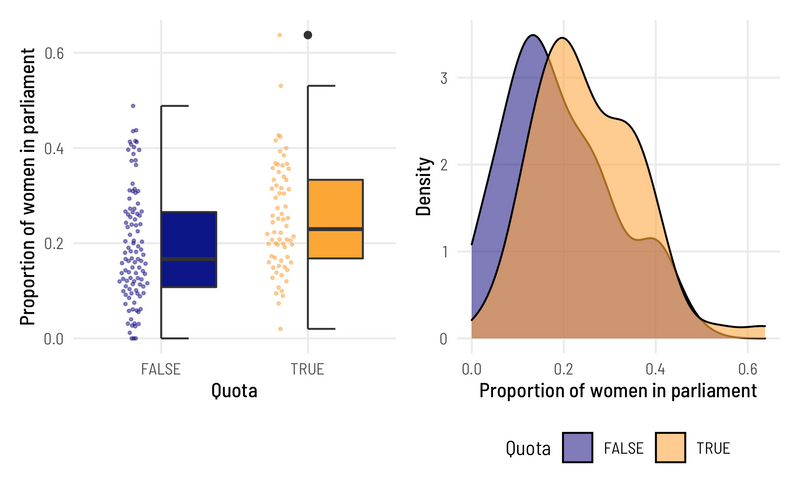 Proportion of women in parliament
0.6
0.4
0.2
0.0
FALSE TRUE
Quota
Density
3
2
1
0
0.0 0.2 0.4 0.6
Proportion of women in parliament
Quota FALSE TRUE